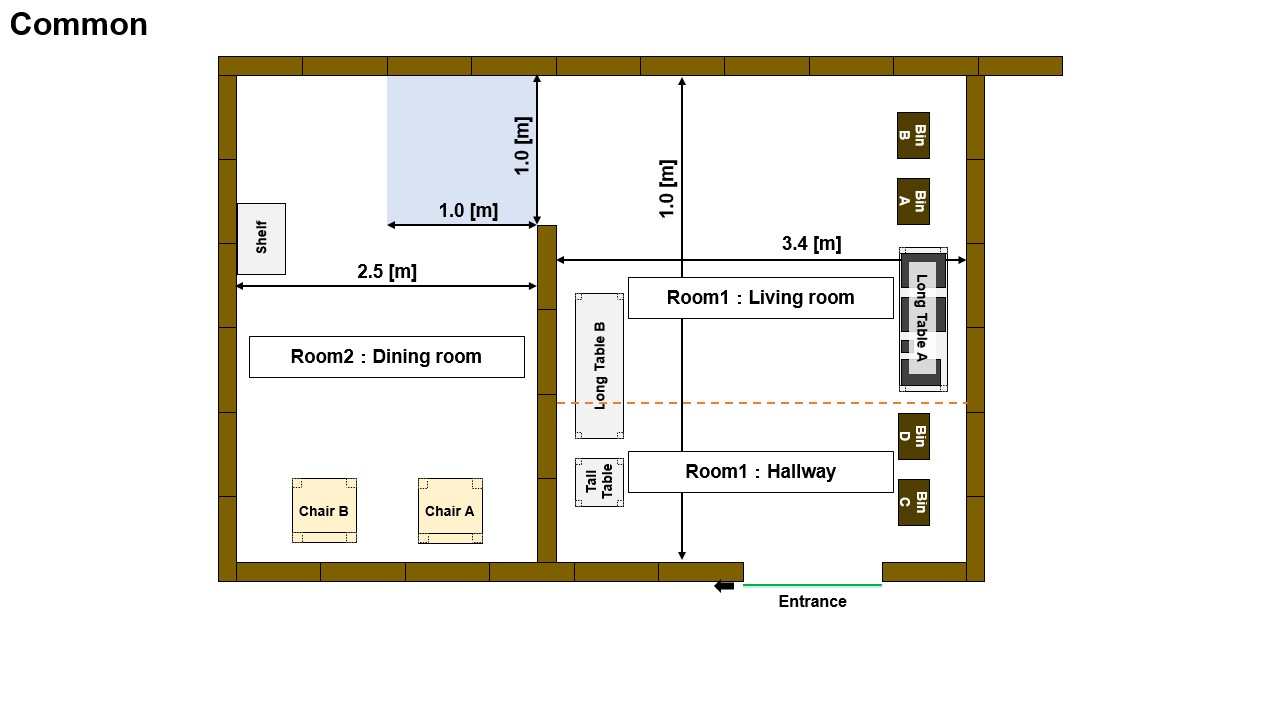 Common
1.0 [m]
1.0 [m]
1.0 [m]
Bin
B
Bin
A
Shelf
3.4 [m]
2.5 [m]
Room1：Living room
Long Table A
Long Table B
Room2：Dining room
Bin
D
Room1：Hallway
Tall
Table
Bin
C
Chair B
Chair A
Entrance